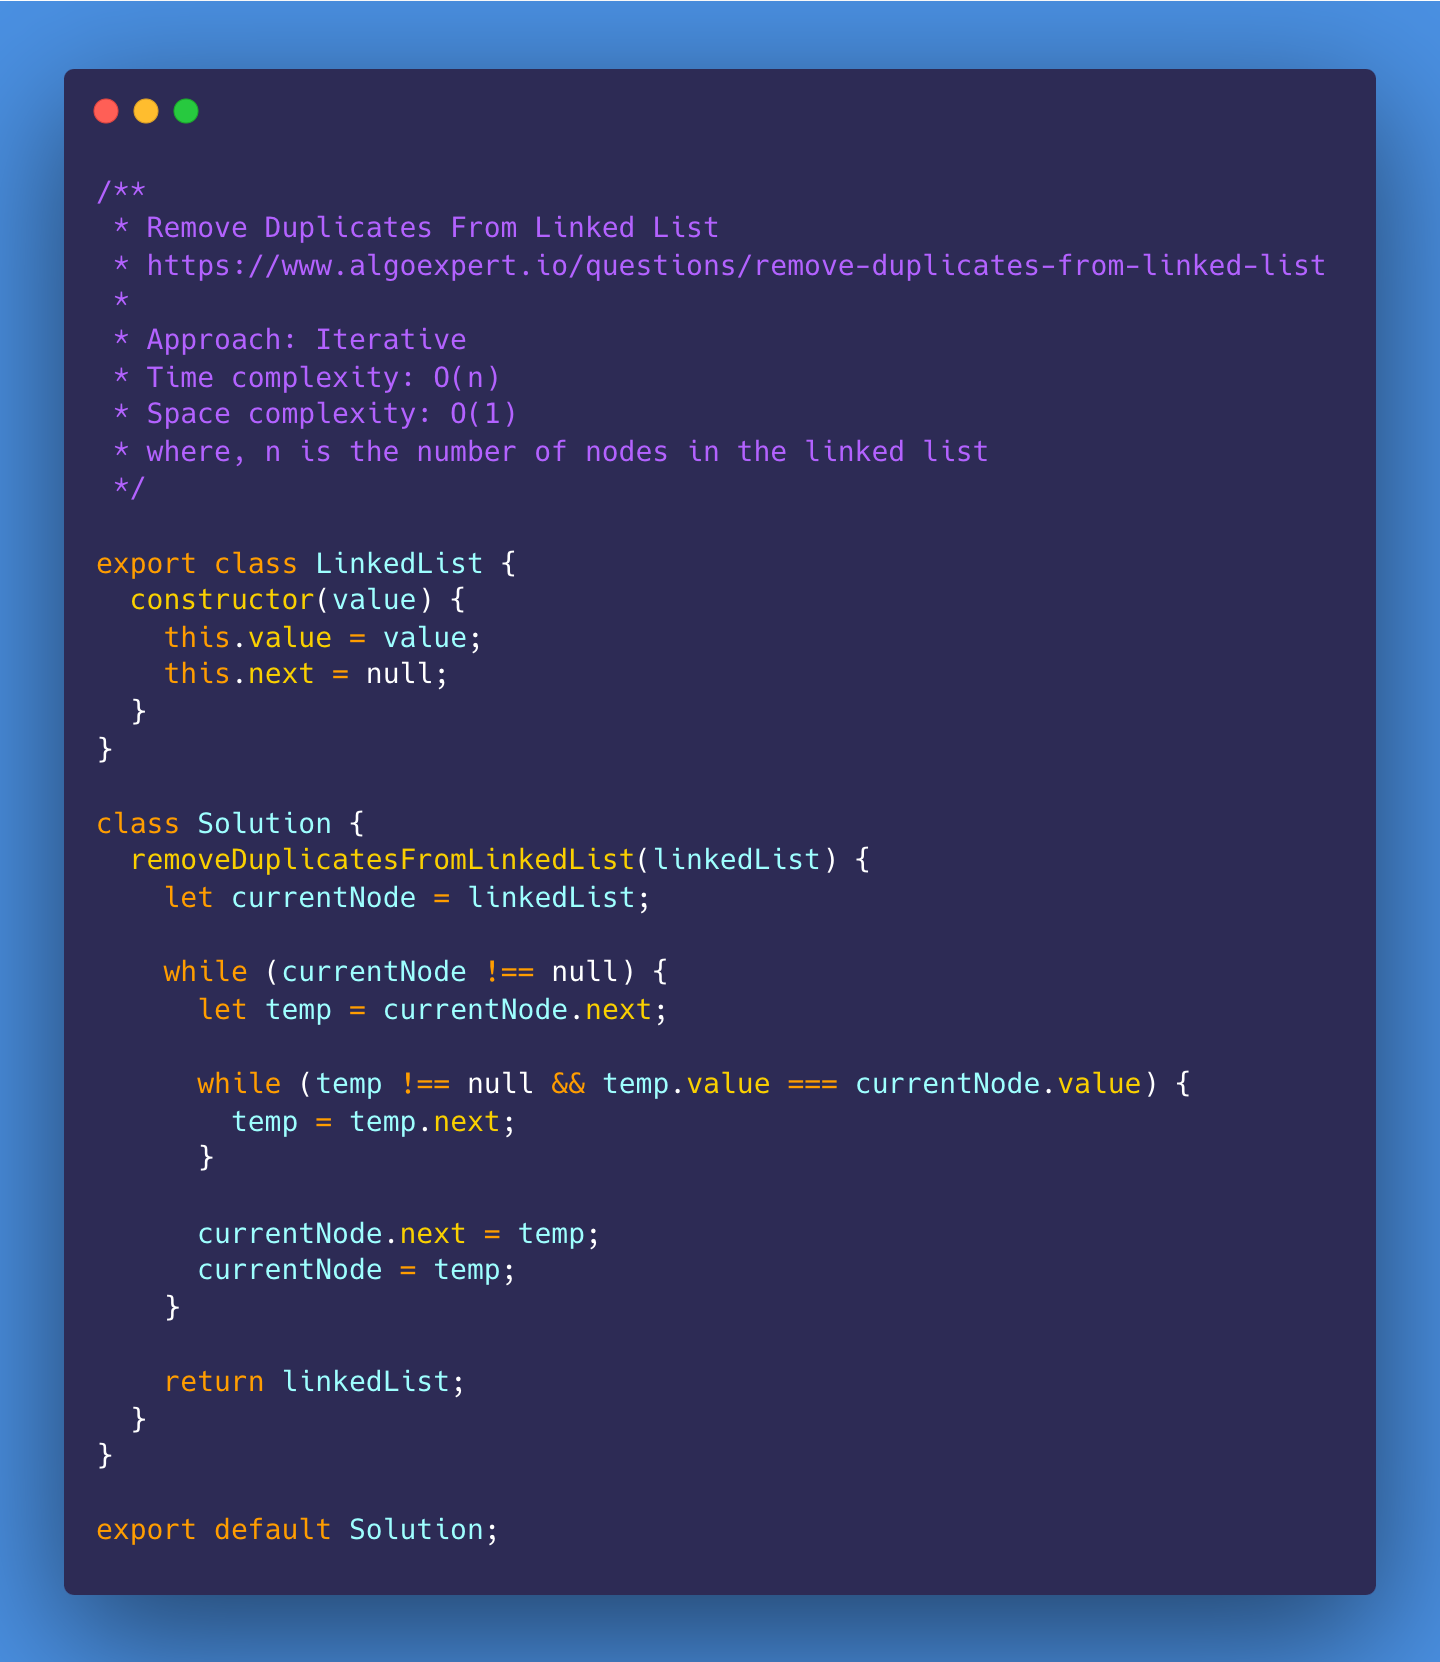 /**
 * Remove Duplicates From Linked List
 * https://www.algoexpert.io/questions/remove-duplicates-from-linked-list
 *
 * Approach: Iterative
 * Time complexity: O(n)
 * Space complexity: O(1)
 * where, n is the number of nodes in the linked list
 */

export class LinkedList {
  constructor(value) {
    this.value = value;
    this.next = null;
  }
}

class Solution {
  removeDuplicatesFromLinkedList(linkedList) {
    let currentNode = linkedList;

    while (currentNode !== null) {
      let temp = currentNode.next;

      while (temp !== null && temp.value === currentNode.value) {
        temp = temp.next;
      }

      currentNode.next = temp;
      currentNode = temp;
    }

    return linkedList;
  }
}

export default Solution;